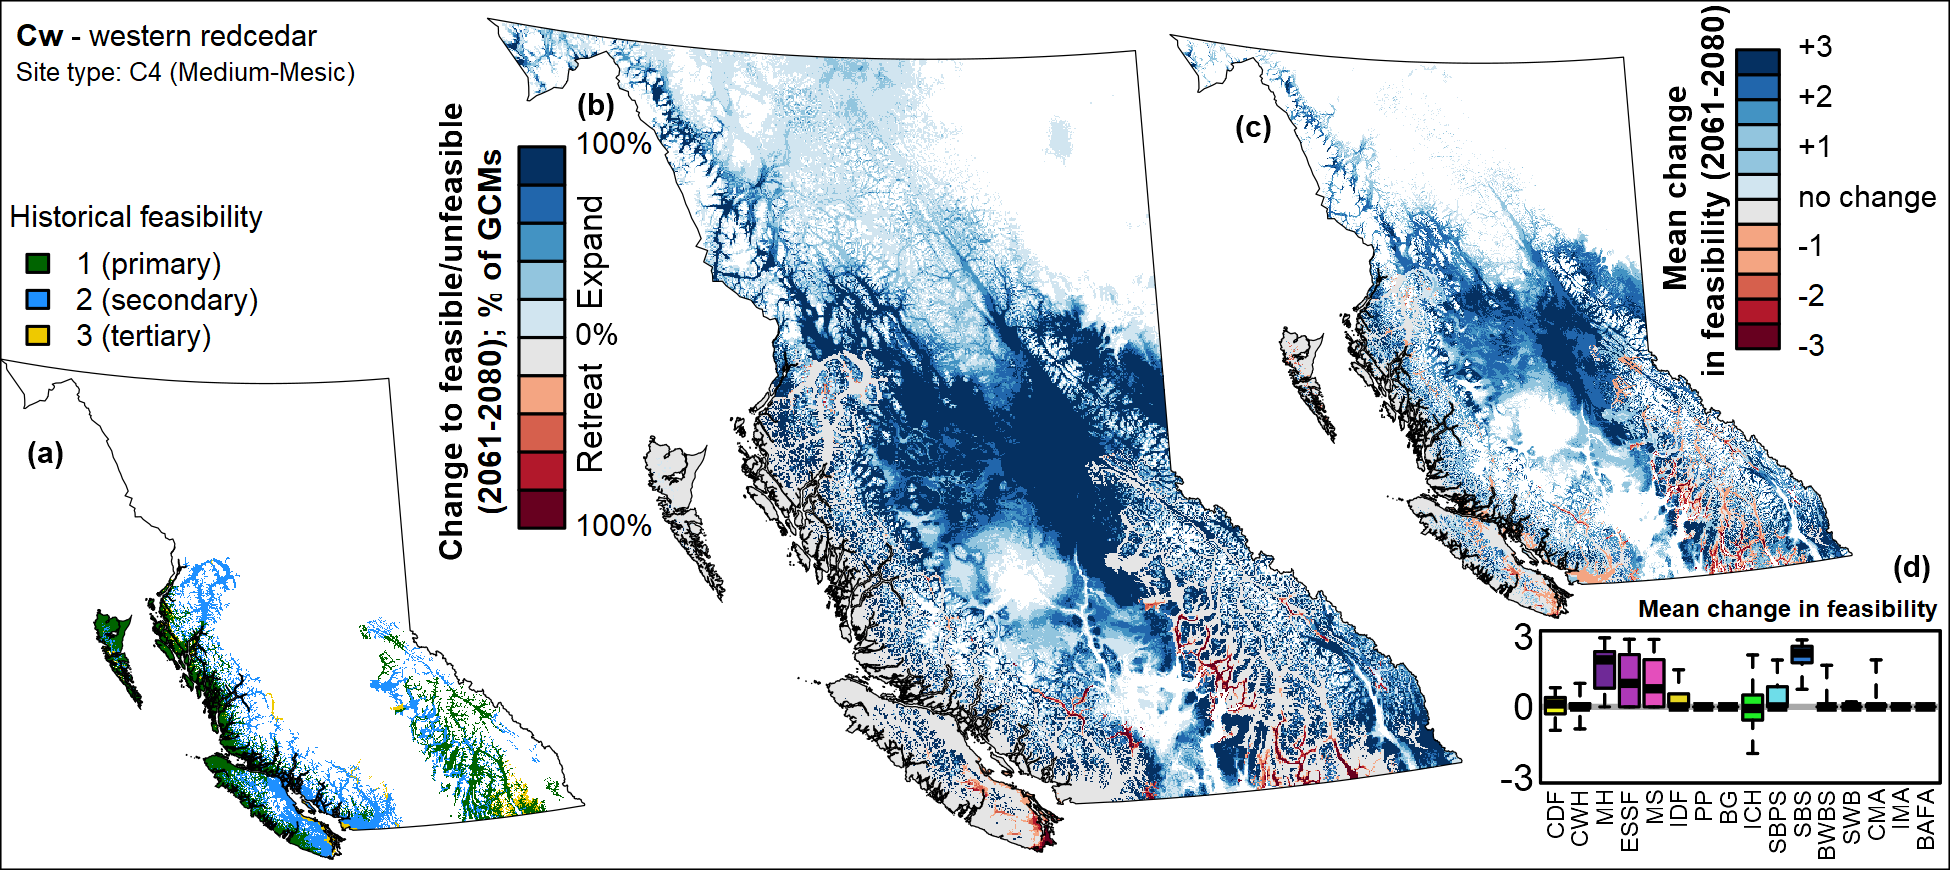 Cw - western redcedar
Site type: C4 (Medium-Mesic)
Historical feasibility
1 (primary)
2 (secondary)
3 (tertiary)
(a)
Change to feasible/unfeasible
(2061-2080); % of GCMs
100%
Expand
0%
Retreat
100%
(b)
(c)
Mean change
in feasibility (2061-2080)
+3
+2
+1
no change
-1
-2
-3
(d)
Mean change in feasibility
3
0
-3
CDF
CWH
MH
ESSF
MS
IDF
PP
BG
ICH
SBPS
SBS
BWBS
SWB
CMA
IMA
BAFA